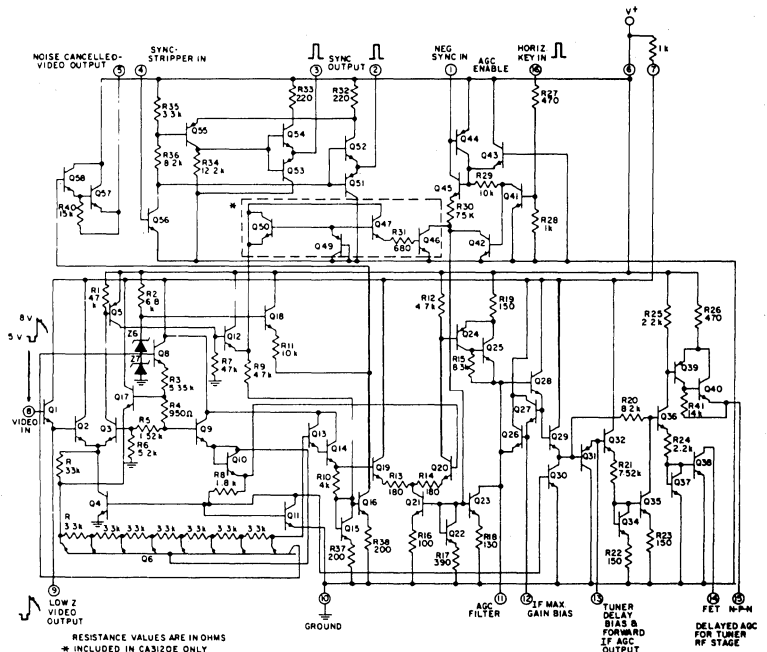 V+
1k
NOISE CANCELLED-
VIDEO OUTPUT
SYNC-
STRIPPER IN
SYNC
OUTPUT
NEG
SYNC IN
AGC
ENABLE
HORIZ
KEY IN
5
4
3
2
1
16
6
7
R35
3.3k
R33
220
R32
220
R27
470
Q55
Q54
Q52
Q44
Q43
R36
8.2k
R34
12.2k
Q53
Q51
Q45
R29
10k
Q41
Q58
Q57
R40
15k
Q56
*
Q50
Q47
R30
75K
R28
1k
Q49
R31
680
Q46
Q42
8V
5V
R1
47k
Q5
R2
6.8
k
Q18
R12
4.7k
R19
150
R25
2.2k
R26
470
Z6
Z7
Q8
Q12
R7
47k
R11
10k
R9
4.7k
Q24
Q25
Q39
Q40
R15
8.3k
Q28
R41
14k
Q17
R3
5.35k
R4
950Ω
8
VIDEO
IN
Q1
Q2
Q3
R5
1.52k
Q9
Q27
R20
8.2k
Q36
R6
5.2k
Q13
Q14
Q26
Q29
Q32
R24
2.2k
Q10
R8
1.8k
R10
4k
Q19
R13
180
R14
180
Q20
Q30
Q31
R21
7.52k
Q38
R
33k
Q4
Q11
Q16
Q21
Q23
Q35
Q37
R
3.3k
3.3k
3.3k
3.3k
3.3k
3.3k
3.3k
Q15
Q22
Q34
Q6
R37
200
R38
200
R16
100
R17
390
R18
130
R22
150
R23
150
9
10
11
12
13
14
15
LOW Z
VIDEO
OUTPUT
GROUND
AGC
FILTER
IF MAX.
GAIN BIAS
TUNER
DELAY
BIAS &
FORWARD
IF AGC
OUTPUT
FET
N-P-N
DELAYED AGC
FOR TUNER
RF STAGE
RESISTANCE VALUES ARE IN OHMS
* INCLUDED IN CA3120E ONLY